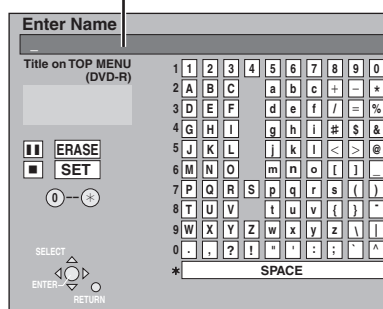 Enter Name
_
Title on TOP MENU
(DVD-R)
ERASE
SET
0 -- *
SELECT
ENTER
RETURN
1 1 2 3 4 5 6 7 8 9 0
2 A B C a b c + - *
3 D E F d e f / = %
4 G H I g h i # $ &
5 J K L j k l < > @
6 M N O m n o [ ] _
7 P Q R S p q r s ( )
8 T U V t u v { }
9 W X Y Z w x y z \ |
0 . , ? ! " ' : ; ` ^
* SPACE